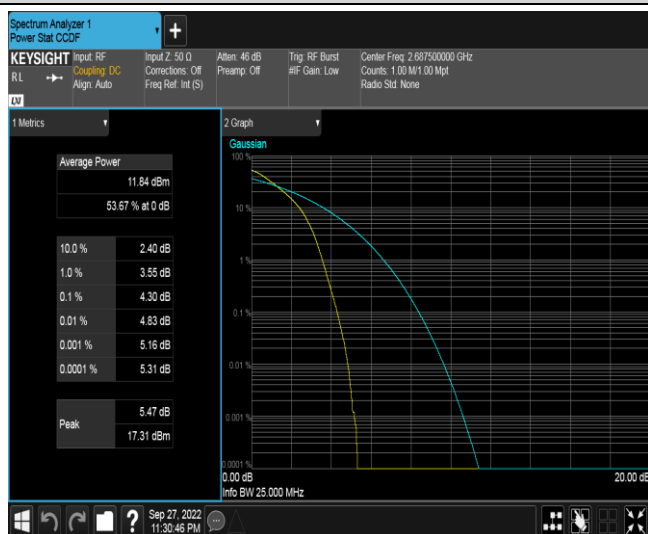 Spectrum Analyzer 1
Power Stat CCDF
KEYSIGHT
R L
LXI
Input: RF
Coupling: DC
Align: Auto
Input Z: 50 Ω
Corrections: Off
Freq Ref: Int (S)
Atten: 46 dB
Preamp: Off
Trig: RF Burst
#IF Gain: Low
Center Freq: 2.687500000 GHz
Counts: 1.00 M/1.00 Mpt
Radio Std: None
1 Metrics
Average Power
11.84 dBm
53.67 % at 0 dB
10.0 % 2.40 dB
1.0 % 3.55 dB
0.1 % 4.30 dB
0.01 % 4.83 dB
0.001 % 5.16 dB
0.0001 % 5.31 dB
Peak
5.47 dB
17.31 dBm
2 Graph
Gaussian
100 %
10 %
1 %
0.1 %
0.01 %
0.001 %
0.0001 %
0.00 dB 20.00 dB
Info BW 25.000 MHz
?
Sep 27, 2022
11:30:46 PM